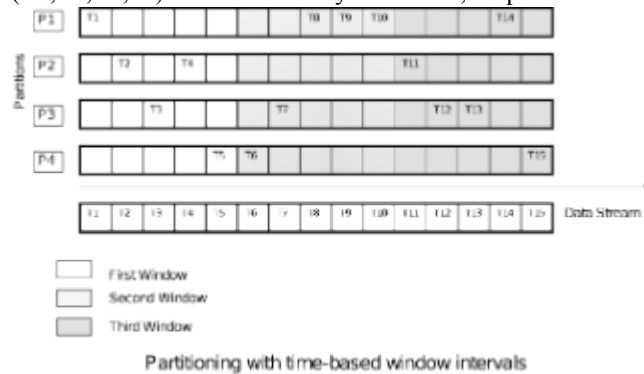 P1 T1 T8 T9 T10 T14
Partitions
P2 T2 T4 T11
P3 T3 T7 T12 T13
P4 T5 T6 T15
T1 T2 T3 T4 T5 T6 T7 T8 T9 T10 T11 T12 T13 T14 T15 Data Stream
First Window
Second Window
Third Window
Partitioning with time-based window intervals